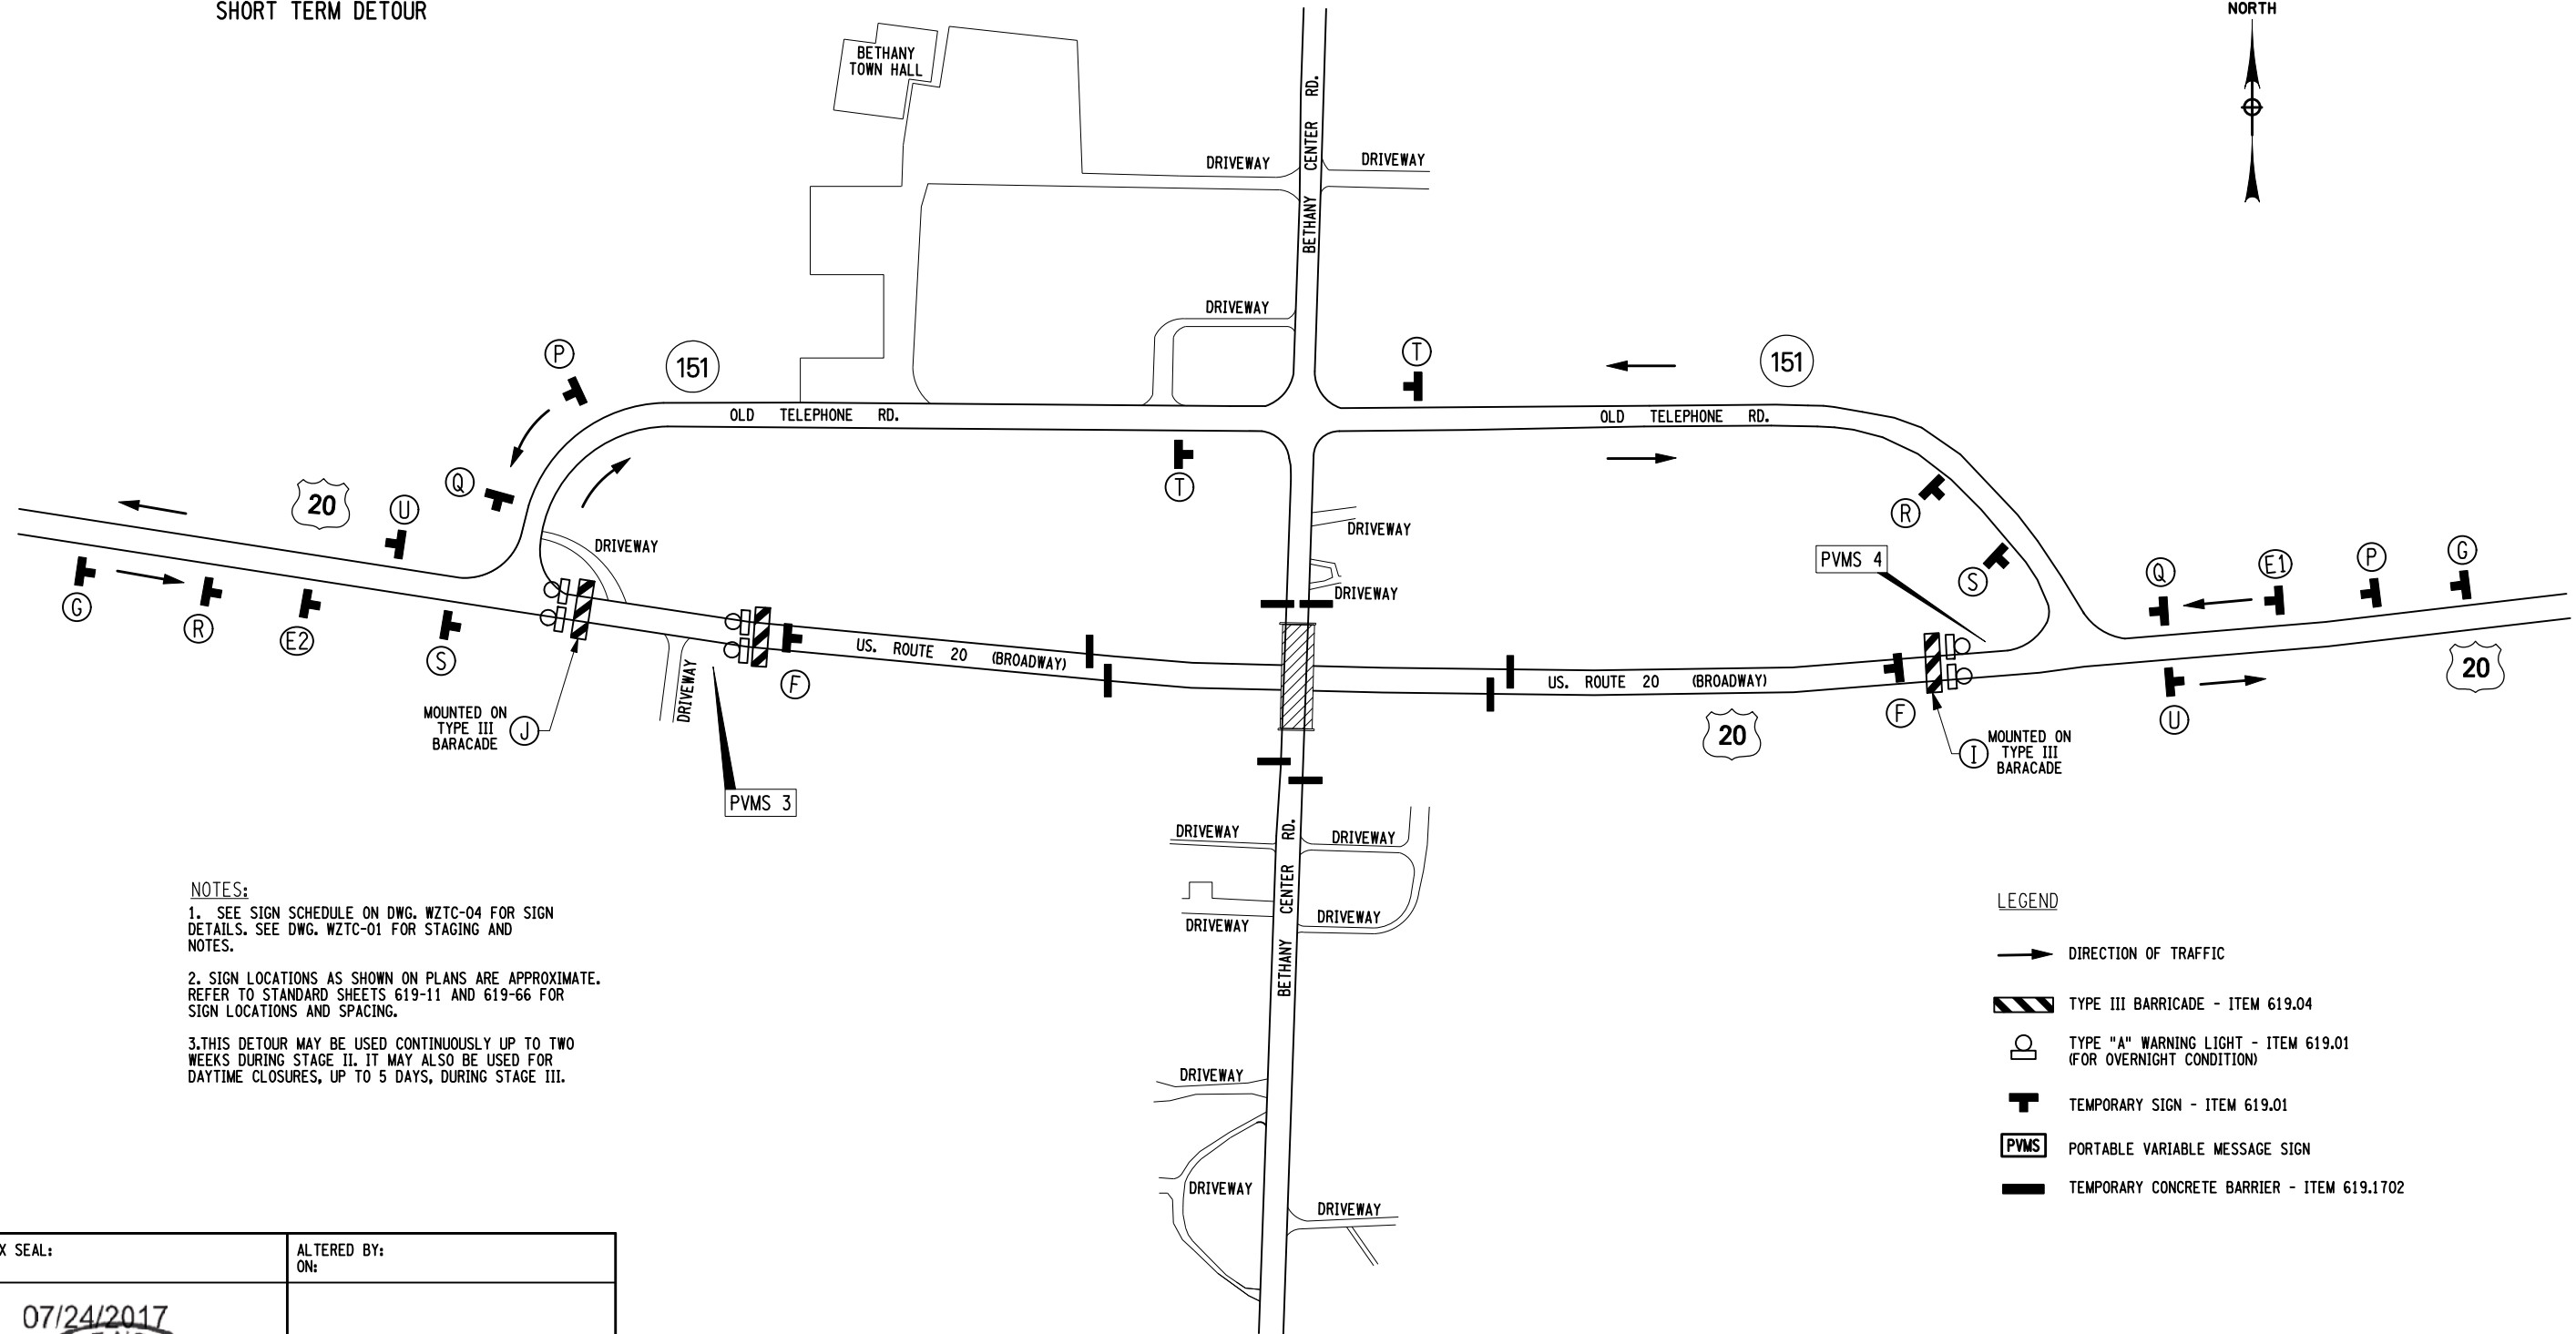 SHORT TERM DETOUR
NORTH
BETHANY
TOWN HALL
BETHANY CENTER RD.
DRIVEWAY
DRIVEWAY
DRIVEWAY
P
151
T
151
OLD TELEPHONE RD.
OLD TELEPHONE RD.
Q
20
U
T
R
DRIVEWAY
DRIVEWAY
DRIVEWAY
PVMS 4
S
Q
E1
P
G
G
R
E2
S
F
US. ROUTE 20 (BROADWAY)
US. ROUTE 20 (BROADWAY)
20
DRIVEWAY
MOUNTED ON
TYPE III
BARACADE
J
20
F
U
I
MOUNTED ON
TYPE III
BARACADE
PVMS 3
DRIVEWAY
DRIVEWAY
BETHANY CENTER RD.
DRIVEWAY
DRIVEWAY
DRIVEWAY
DRIVEWAY
DRIVEWAY
NOTES:
1. SEE SIGN SCHEDULE ON DWG. WZTC-04 FOR SIGN
DETAILS. SEE DWG. WZTC-01 FOR STAGING AND
NOTES.
2. SIGN LOCATIONS AS SHOWN ON PLANS ARE APPROXIMATE.
REFER TO STANDARD SHEETS 619-11 AND 619-66 FOR
SIGN LOCATIONS AND SPACING.
3.THIS DETOUR MAY BE USED CONTINUOUSLY UP TO TWO
WEEKS DURING STAGE II. IT MAY ALSO BE USED FOR
DAYTIME CLOSURES, UP TO 5 DAYS, DURING STAGE III.
LEGEND
DIRECTION OF TRAFFIC
TYPE III BARRICADE - ITEM 619.04
TYPE "A" WARNING LIGHT - ITEM 619.01
(FOR OVERNIGHT CONDITION)
TEMPORARY SIGN - ITEM 619.01
PVMS
PORTABLE VARIABLE MESSAGE SIGN
TEMPORARY CONCRETE BARRIER - ITEM 619.1702
X SEAL:
ALTERED BY:
ON:
07/24/2017